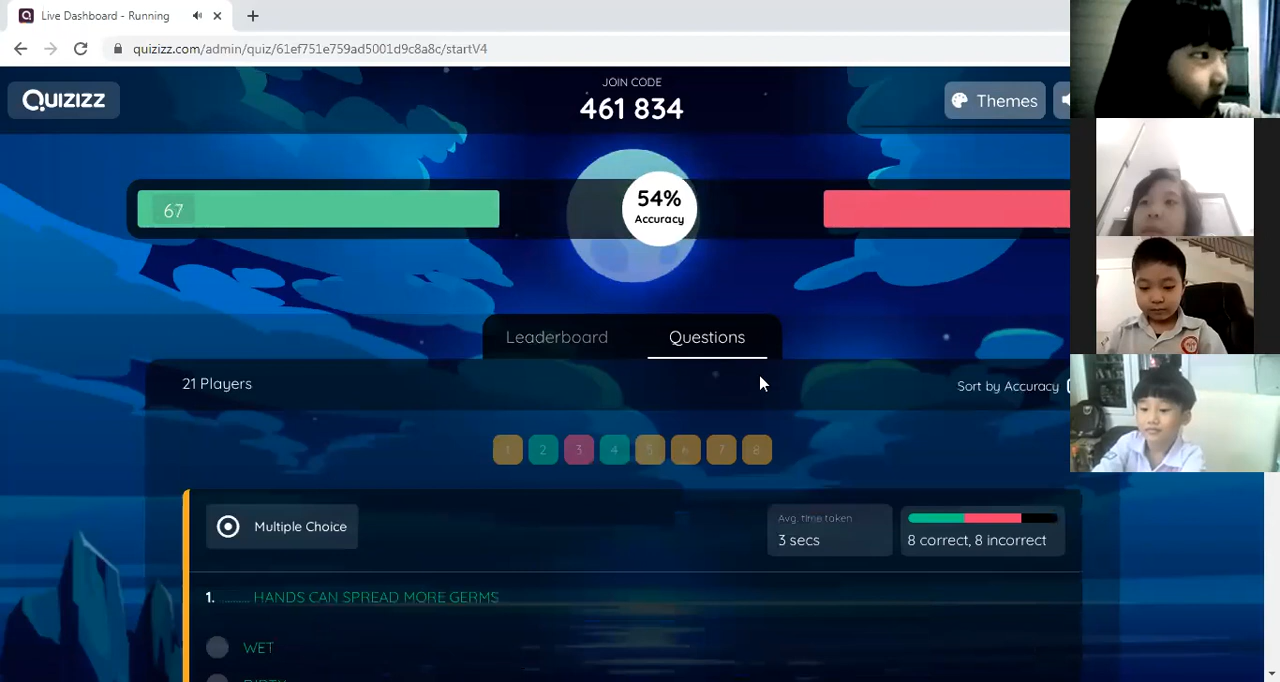 Live Dashboard - Running
quizizz.com/admin/quiz/61ef751e759ad5001d9c8a8c/startV4
QUIZIZZ
JOIN CODE
461 834
Themes
67
54%
Accuracy
Leaderboard
Questions
21 Players
Sort by Accuracy
1 2 3 4 5 6 7 8
Multiple Choice
Avg. time taken
3 secs
8 correct, 8 incorrect
1. .......... HANDS CAN SPREAD MORE GERMS
WET